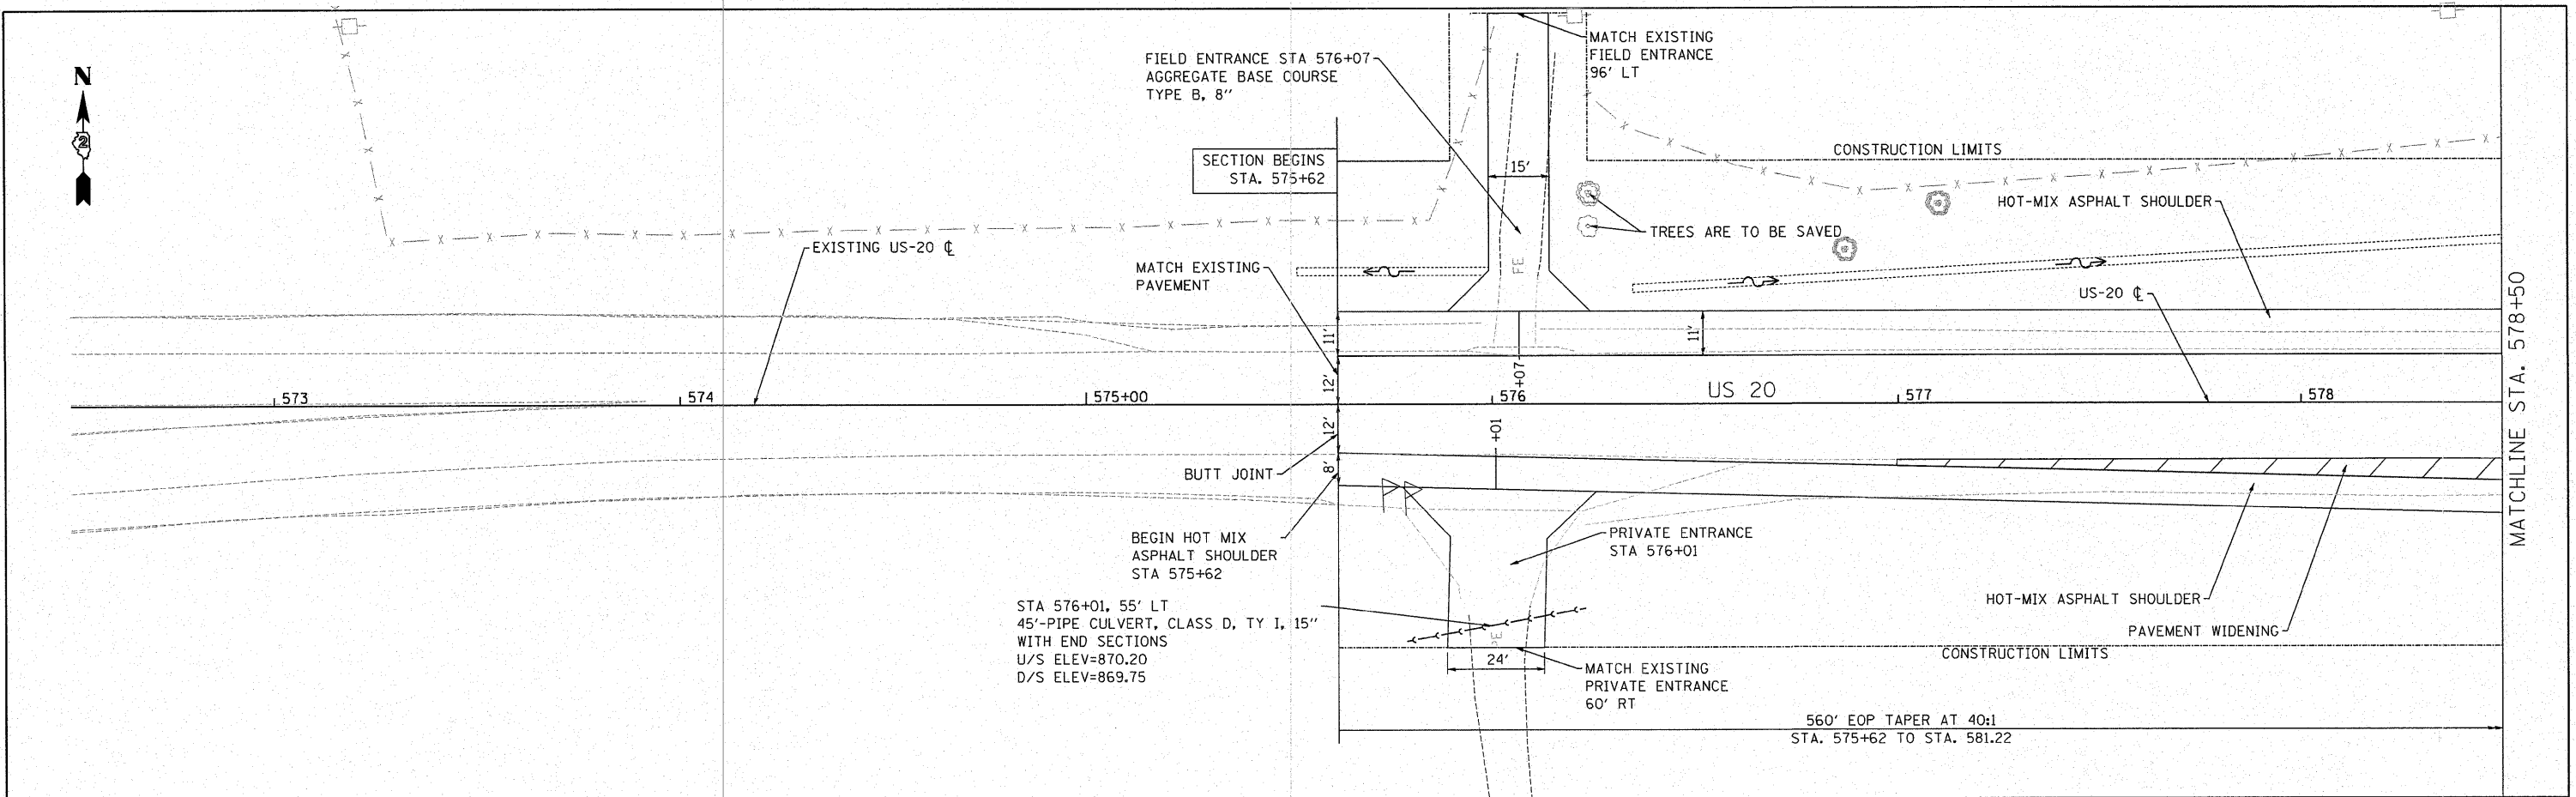 N
2
FIELD ENTRANCE STA 576+07
AGGREGATE BASE COURSE
TYPE B, 8"
MATCH EXISTING
FIELD ENTRANCE
96' LT
SECTION BEGINS
STA. 575+62
15'
CONSTRUCTION LIMITS
HOT-MIX ASPHALT SHOULDER
TREES ARE TO BE SAVED
EXISTING US-20 ℄
MATCH EXISTING
PAVEMENT
FE
US-20 ℄
MATCHLINE STA. 578+50
11'
11'
12'
+07
573
574
575+00
576
US 20
577
578
12'
+01
8'
BUTT JOINT
BEGIN HOT MIX
ASPHALT SHOULDER
STA 575+62
PRIVATE ENTRANCE
STA 576+01
STA 576+01, 55' LT
45'-PIPE CULVERT, CLASS D, TY I, 15"
WITH END SECTIONS
U/S ELEV=870.20
D/S ELEV=869.75
PE
HOT-MIX ASPHALT SHOULDER
PAVEMENT WIDENING
CONSTRUCTION LIMITS
24'
MATCH EXISTING
PRIVATE ENTRANCE
60' RT
560' EOP TAPER AT 40:1
STA. 575+62 TO STA. 581.22